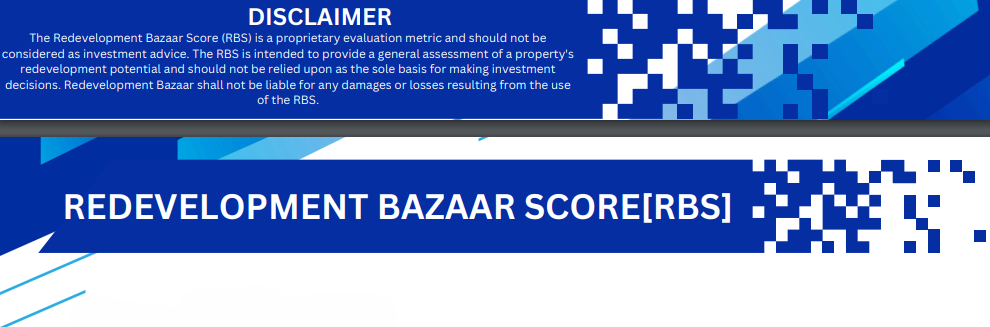 DISCLAIMER
The Redevelopment Bazaar Score (RBS) is a proprietary evaluation metric and should not be
considered as investment advice. The RBS is intended to provide a general assessment of a property's
redevelopment potential and should not be relied upon as the sole basis for making investment
decisions. Redevelopment Bazaar shall not be liable for any damages or losses resulting from the use
of the RBS.
REDEVELOPMENT BAZAAR SCORE[RBS]